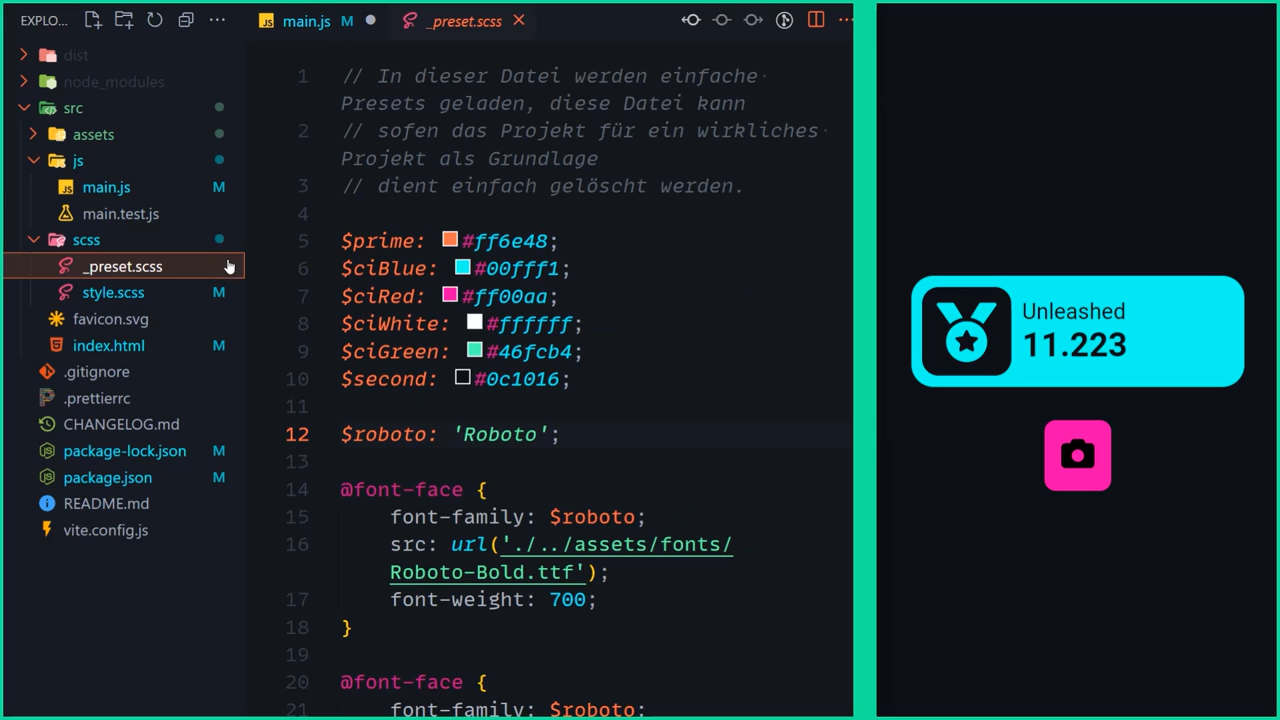 EXPLO...
dist
node_modules
src
assets
js
main.js M
main.test.js
scss
_preset.scss
style.scss M
favicon.svg
index.html M
.gitignore
.prettierrc
CHANGELOG.md
package-lock.json M
package.json M
README.md
vite.config.js
JS main.js M
_preset.scss
1 // In dieser Datei werden einfache
Presets geladen, diese Datei kann
2 // sofen das Projekt für ein wirkliches
Projekt als Grundlage
3 // dient einfach gelöscht werden.
4
5 $prime: #ff6e48;
6 $ciBlue: #00fff1;
7 $ciRed: #ff00aa;
8 $ciWhite: #ffffff;
9 $ciGreen: #46fcb4;
10 $second: #0c1016;
11
12 $roboto: 'Roboto';
13
14 @font-face {
15 font-family: $roboto;
16 src: url('./../assets/fonts/
Roboto-Bold.ttf');
17 font-weight: 700;
18 }
19
20 @font-face {
21 font-family: $roboto;
Unleashed
11.223